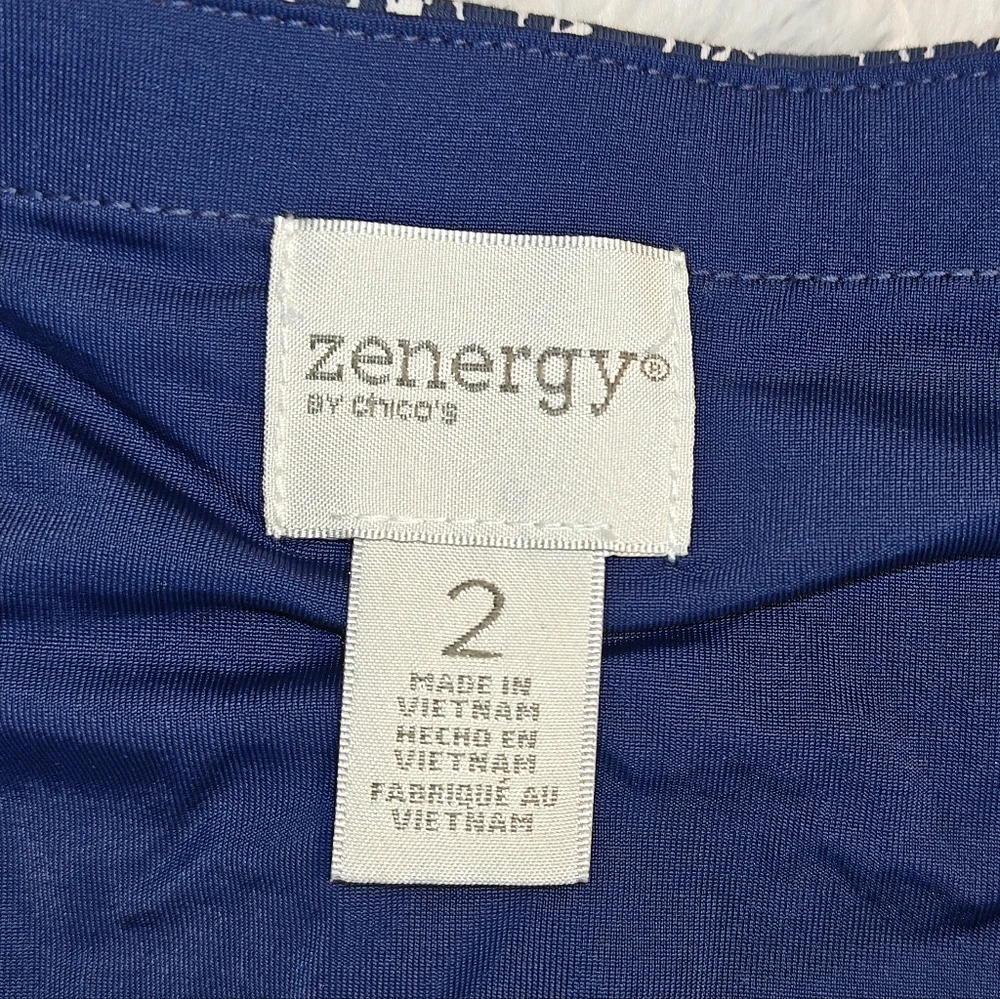 zenergy®
BY chico's
2
MADE IN
VIETNAM
HECHO EN
VIETNAM
FABRIQUÉ AU
VIETNAM